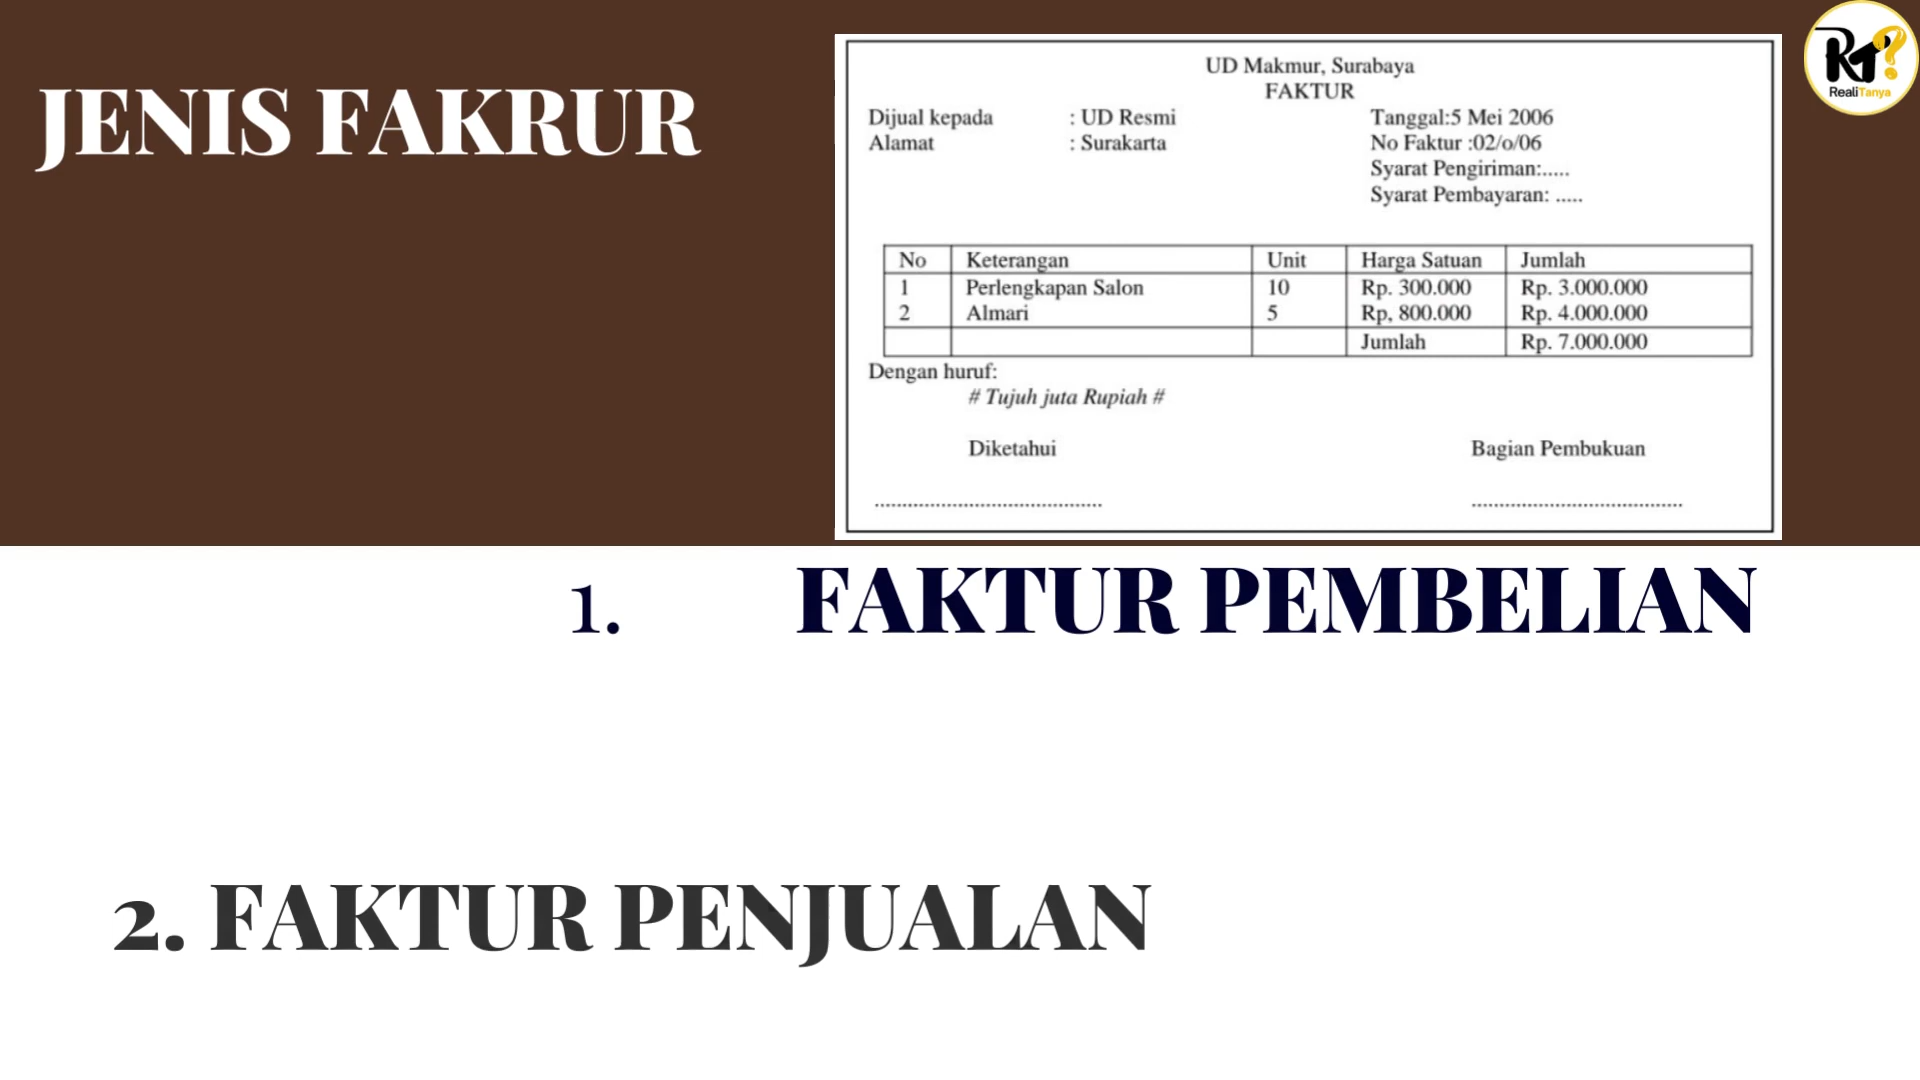 JENIS FAKRUR
RT?
RealiTanya
UD Makmur, Surabaya
FAKTUR
Dijual kepada : UD Resmi Tanggal:5 Mei 2006
Alamat : Surakarta No Faktur :02/o/06
Syarat Pengiriman:.....
Syarat Pembayaran: .....
No Keterangan Unit Harga Satuan Jumlah
1 Perlengkapan Salon 10 Rp. 300.000 Rp. 3.000.000
2 Almari 5 Rp, 800.000 Rp. 4.000.000
Jumlah Rp. 7.000.000
Dengan huruf:
# Tujuh juta Rupiah #
Diketahui Bagian Pembukuan
1. FAKTUR PEMBELIAN
2. FAKTUR PENJUALAN